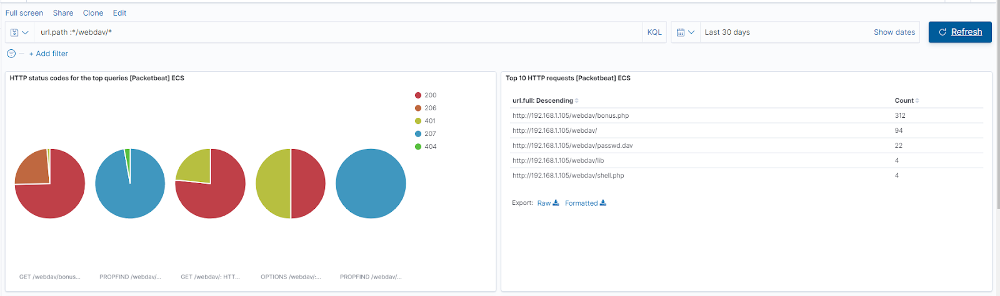 Full screen Share Clone Edit
url.path :*/webdav/* KQL Last 30 days Show dates Refresh
+ Add filter
HTTP status codes for the top queries [Packetbeat] ECS
200
206
401
207
404
GET /webdav/bonus... PROPFIND /webdav/... GET /webdav/: HTT... OPTIONS /webdav/:... PROPFIND /webdav/...
Top 10 HTTP requests [Packetbeat] ECS
url.full: Descending Count
http://192.168.1.105/webdav/bonus.php 312
http://192.168.1.105/webdav/ 94
http://192.168.1.105/webdav/passwd.dav 22
http://192.168.1.105/webdav/lib 4
http://192.168.1.105/webdav/shell.php 4
Export: Raw Formatted